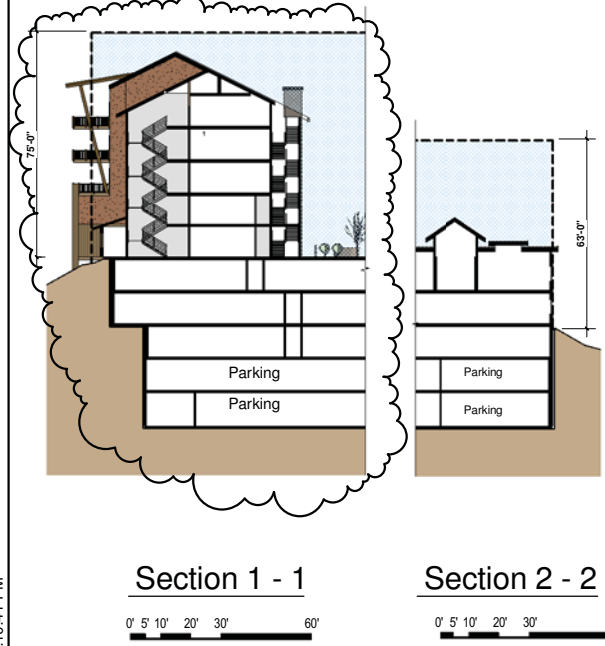 75'-0"
63'-0"
Parking
Parking
Parking
Parking
Section 1 - 1
Section 2 - 2
0' 5' 10' 20' 30' 60'
0' 5' 10' 20' 30'